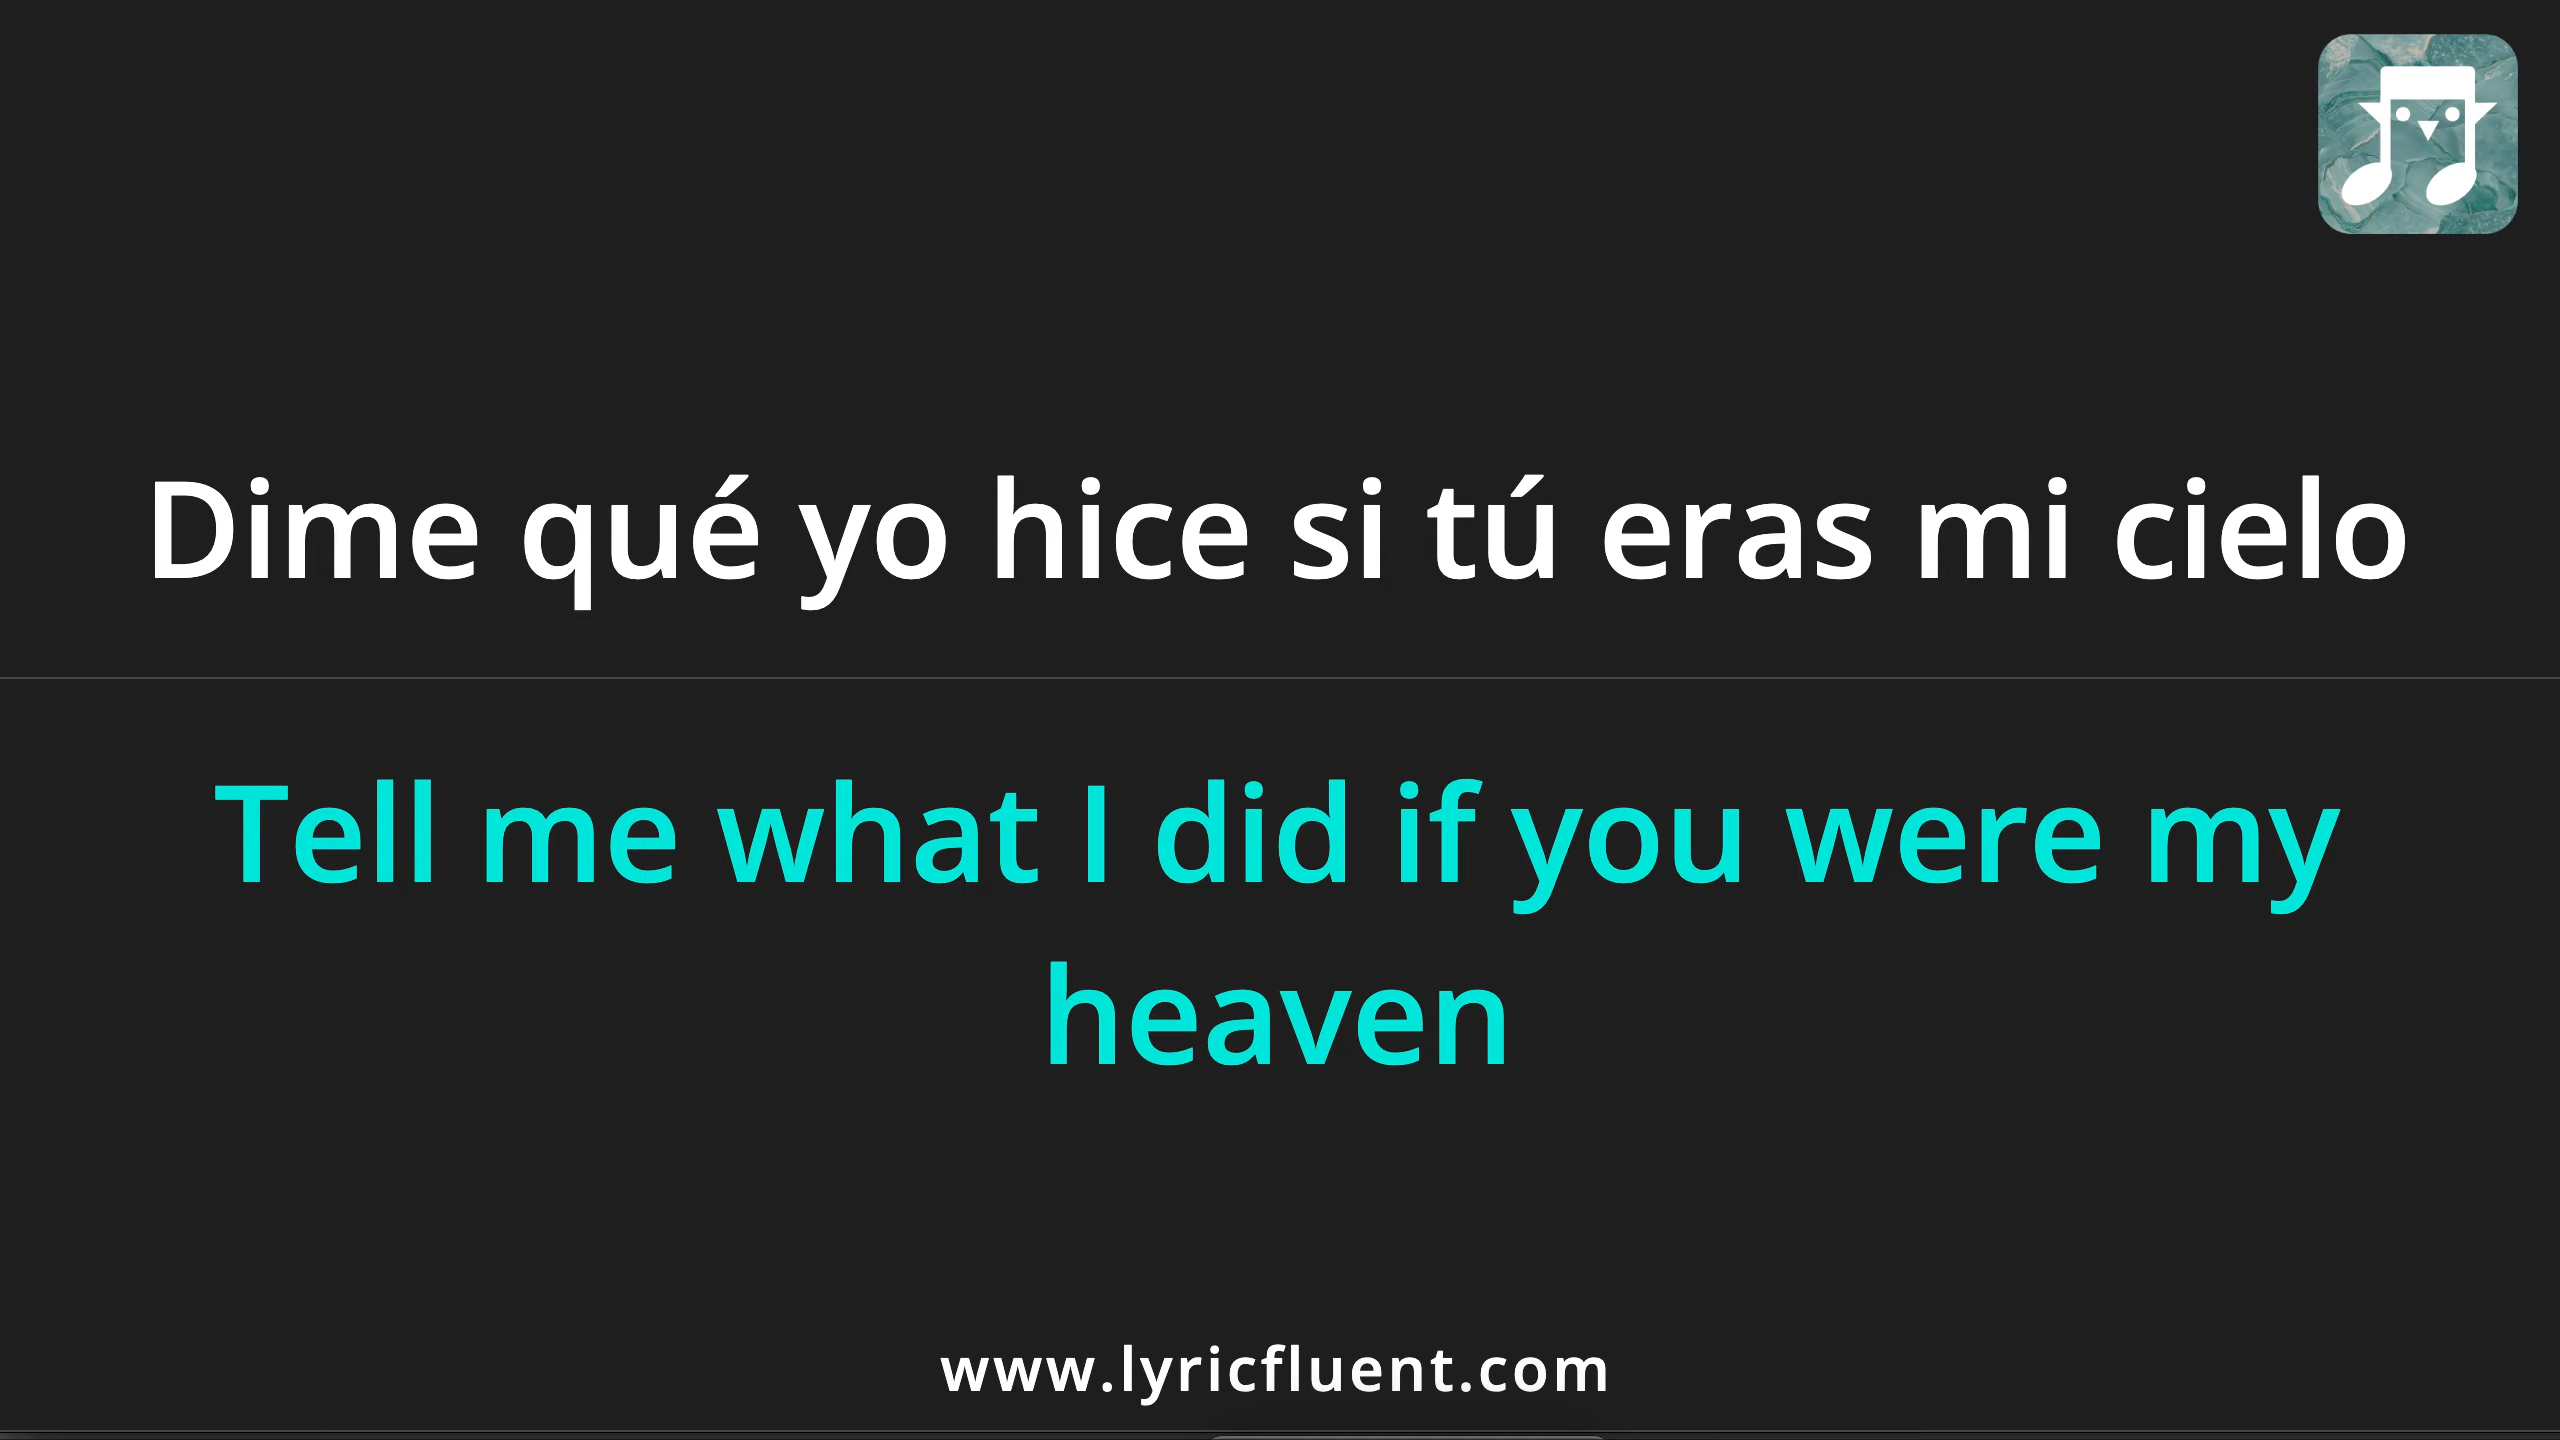 Dime qué yo hice si tú eras mi cielo
Tell me what I did if you were my
heaven
www.lyricfluent.com